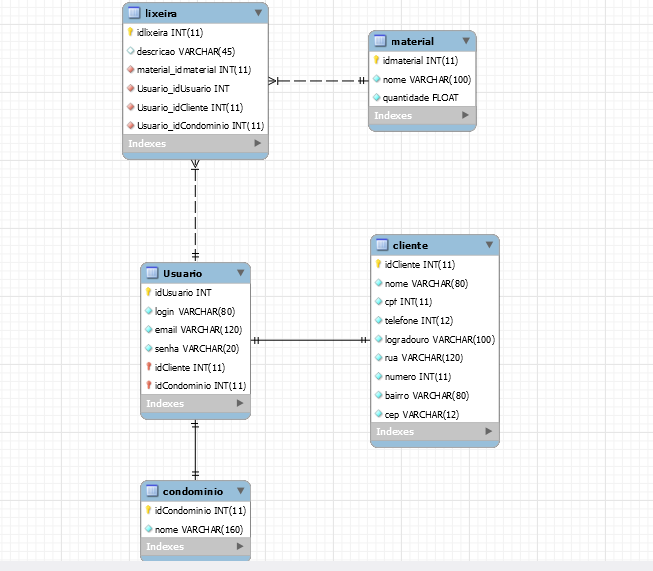 lixeira
idlixeira INT(11)
descricao VARCHAR(45)
material_idmaterial INT(11)
Usuario_idUsuario INT
Usuario_idCliente INT(11)
Usuario_idCondominio INT(11)
Indexes
material
idmaterial INT(11)
nome VARCHAR(100)
quantidade FLOAT
Indexes
Usuario
idUsuario INT
login VARCHAR(80)
email VARCHAR(120)
senha VARCHAR(20)
idCliente INT(11)
idCondominio INT(11)
Indexes
cliente
idCliente INT(11)
nome VARCHAR(80)
cpf INT(11)
telefone INT(12)
logradouro VARCHAR(100)
rua VARCHAR(120)
numero INT(11)
bairro VARCHAR(80)
cep VARCHAR(12)
Indexes
condominio
idCondominio INT(11)
nome VARCHAR(160)
Indexes